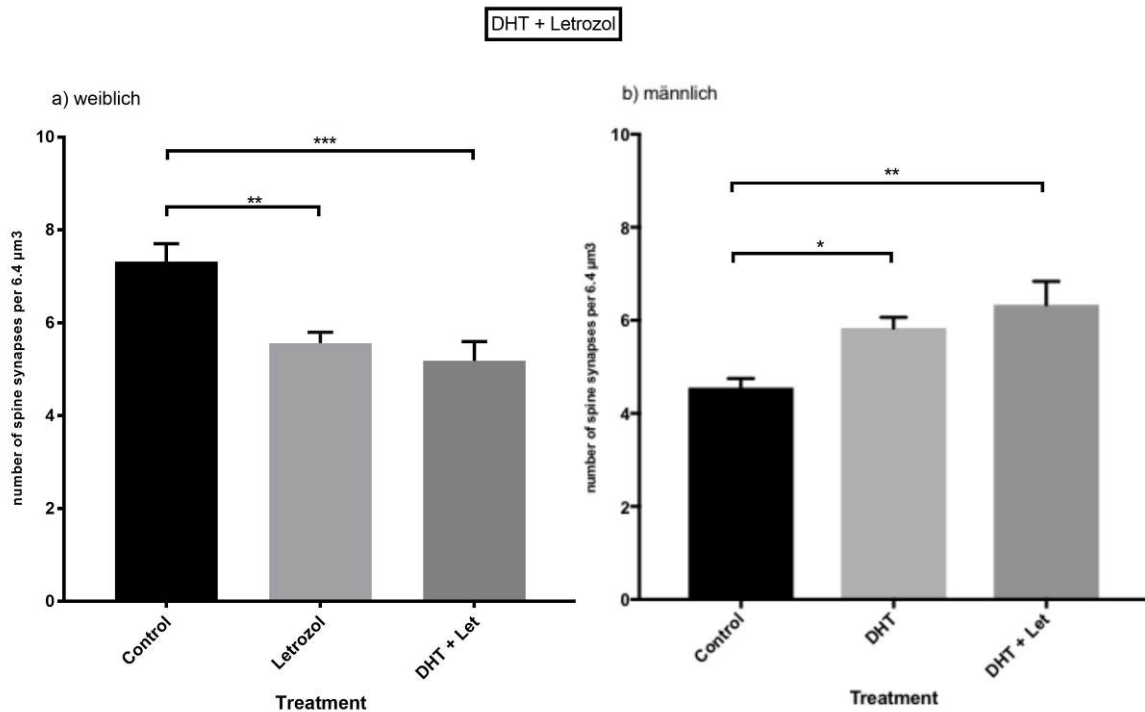 DHT + Letrozol
a) weiblich
number of spine synapses per 6.4 µm3
10
8
6
4
2
0
***
**
Control
Letrozol
DHT + Let
Treatment
b) männlich
number of spine synapses per 6.4 µm3
10
8
6
4
2
0
**
*
Control
DHT
DHT + Let
Treatment